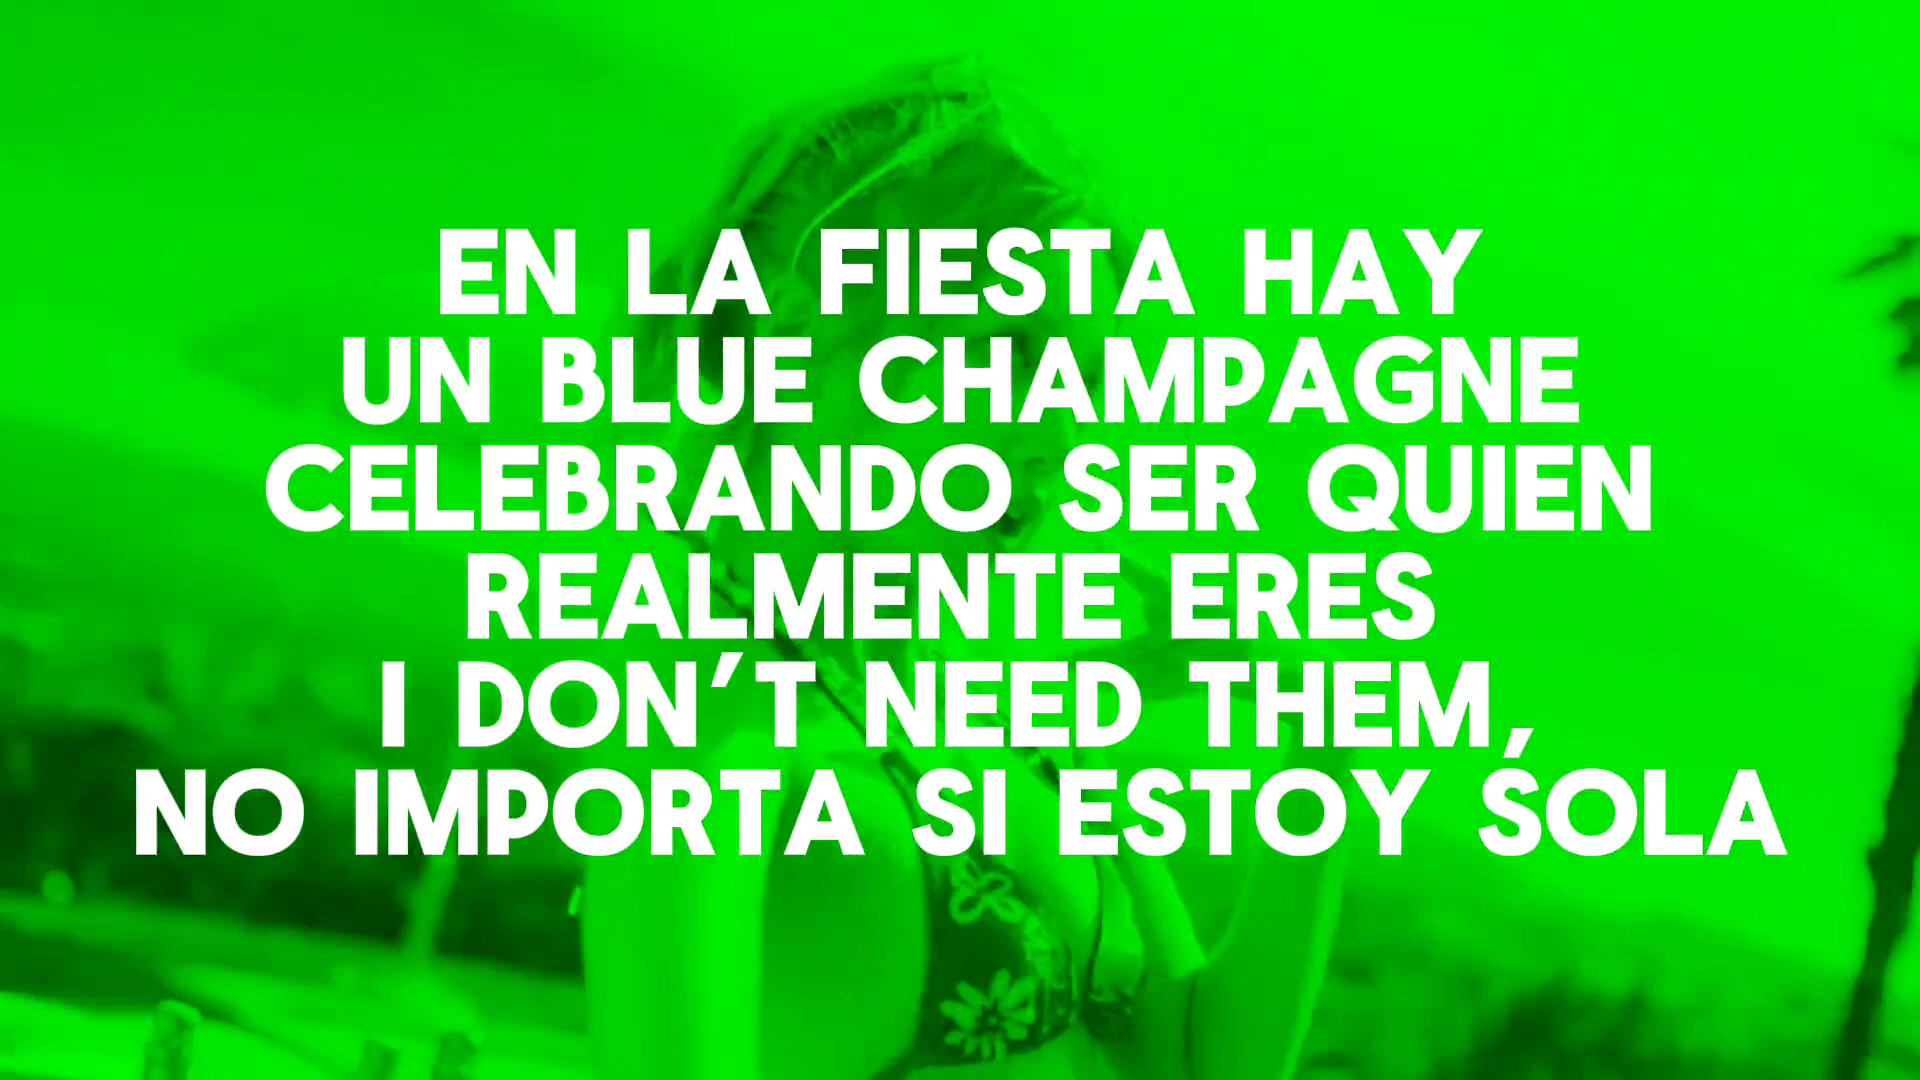 EN LA FIESTA HAY
UN BLUE CHAMPAGNE
CELEBRANDO SER QUIEN
REALMENTE ERES
I DON'T NEED THEM,
NO IMPORTA SI ESTOY SOLA